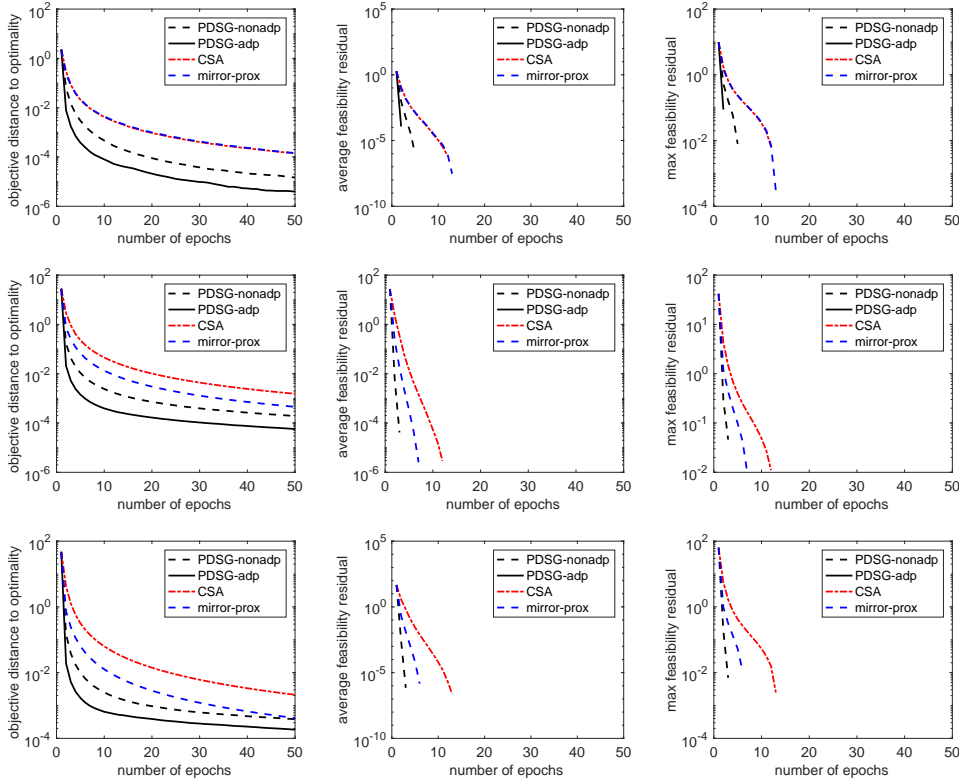 objective distance to optimality
10^2
10^0
10^-2
10^-4
10^-6
0 10 20 30 40 50
number of epochs
PDSG-nonadp
PDSG-adp
CSA
mirror-prox
average feasibility residual
10^5
10^0
10^-5
10^-10
0 10 20 30 40 50
number of epochs
PDSG-nonadp
PDSG-adp
CSA
mirror-prox
max feasibility residual
10^2
10^0
10^-2
10^-4
0 10 20 30 40 50
number of epochs
PDSG-nonadp
PDSG-adp
CSA
mirror-prox
objective distance to optimality
10^2
10^0
10^-2
10^-4
10^-6
0 10 20 30 40 50
number of epochs
PDSG-nonadp
PDSG-adp
CSA
mirror-prox
average feasibility residual
10^2
10^0
10^-2
10^-4
10^-6
0 10 20 30 40 50
number of epochs
PDSG-nonadp
PDSG-adp
CSA
mirror-prox
max feasibility residual
10^2
10^1
10^0
10^-1
10^-2
0 10 20 30 40 50
number of epochs
PDSG-nonadp
PDSG-adp
CSA
mirror-prox
objective distance to optimality
10^2
10^0
10^-2
10^-4
0 10 20 30 40 50
number of epochs
PDSG-nonadp
PDSG-adp
CSA
mirror-prox
average feasibility residual
10^5
10^0
10^-5
10^-10
0 10 20 30 40 50
number of epochs
PDSG-nonadp
PDSG-adp
CSA
mirror-prox
max feasibility residual
10^2
10^0
10^-2
10^-4
0 10 20 30 40 50
number of epochs
PDSG-nonadp
PDSG-adp
CSA
mirror-prox